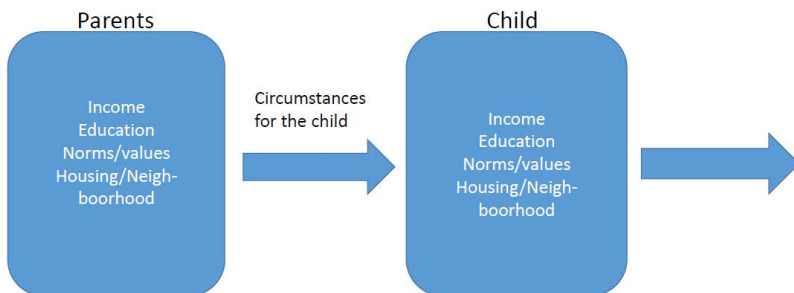 Parents
Income
Education
Norms/values
Housing/Neigh-
boorhood
Circumstances
for the child
Child
Income
Education
Norms/values
Housing/Neigh-
boorhood